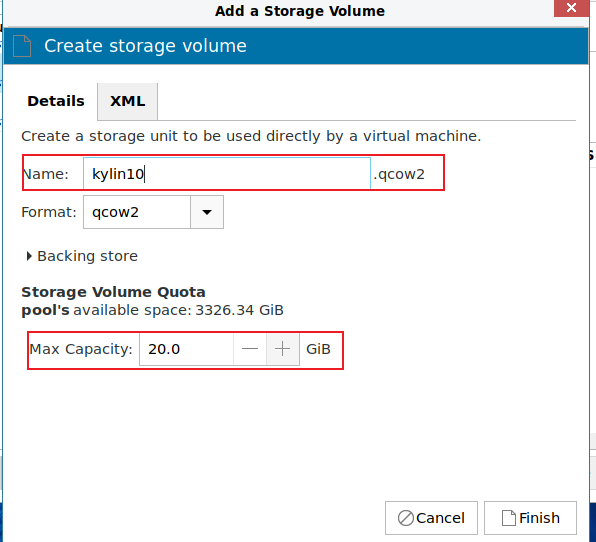 Add a Storage Volume
Create storage volume
Details XML
Create a storage unit to be used directly by a virtual machine.
Name: kylin10 .qcow2
Format: qcow2
Backing store
Storage Volume Quota
pool's available space: 3326.34 GiB
Max Capacity: 20.0 GiB
Cancel Finish